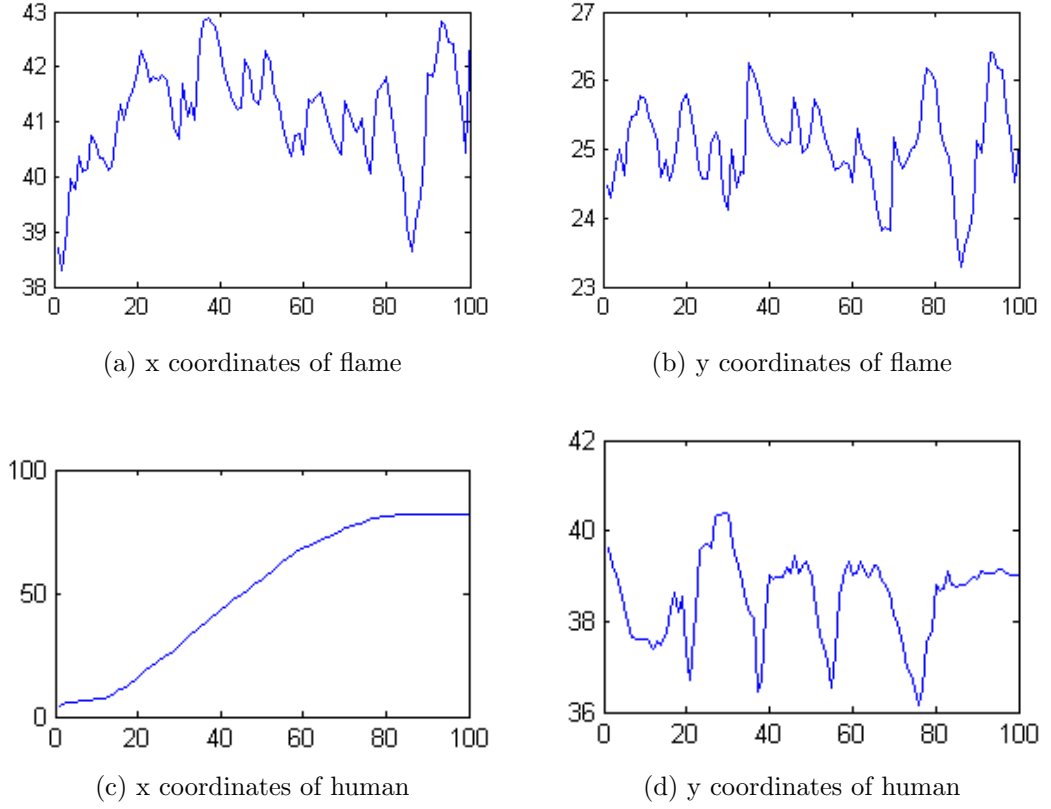 43
42
41
40
39
38
0 20 40 60 80 100
(a) x coordinates of flame
27
26
25
24
23
0 20 40 60 80 100
(b) y coordinates of flame
100
50
0
0 20 40 60 80 100
(c) x coordinates of human
42
40
38
36
0 20 40 60 80 100
(d) y coordinates of human